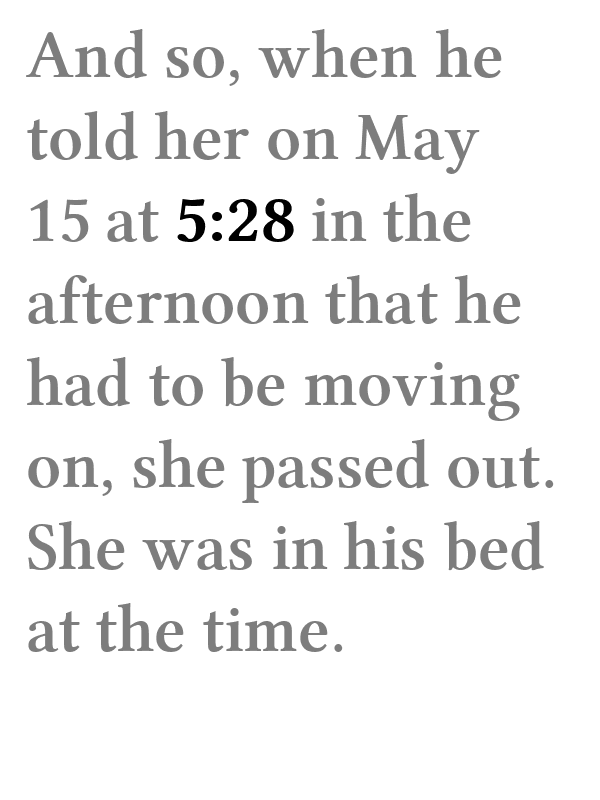 And so, when he
told her on May
15 at 5:28 in the
afternoon that he
had to be moving
on, she passed out.
She was in his bed
at the time.